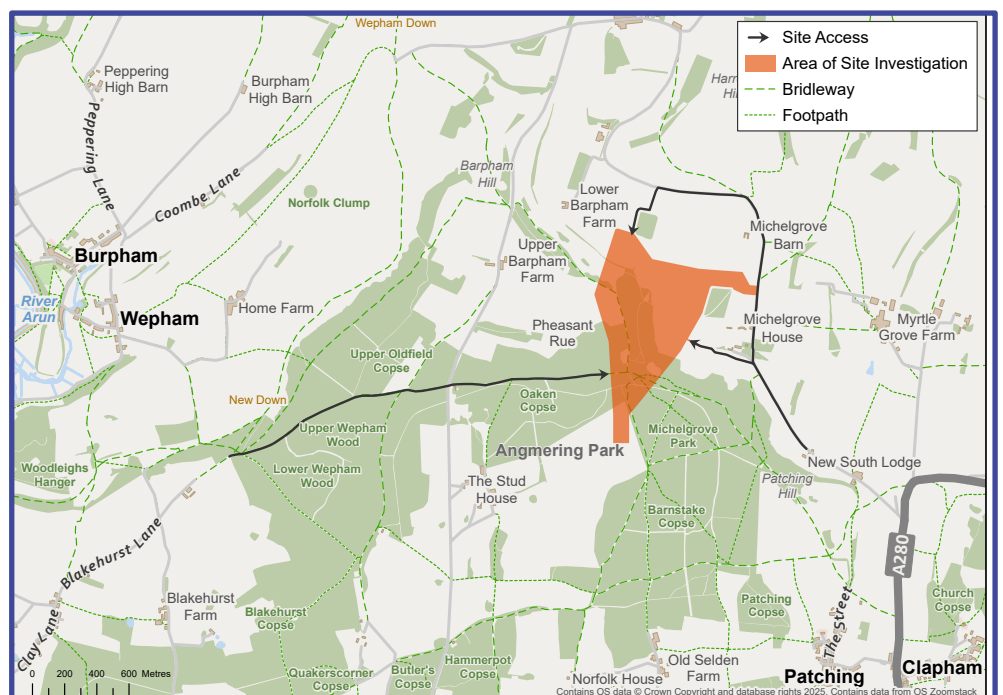 Wepham Down
Site Access
Area of Site Investigation
Bridleway
Footpath
Peppering
High Barn
Burpham
High Barn
Peppering Lane
Coombe Lane
Norfolk Clump
Barpham
Hill
Lower
Barpham
Farm
Michelgrove
Barn
Burpham
Upper
Barpham
Farm
River
Arun
Wepham
Home Farm
Pheasant
Rue
Michelgrove
House
Myrtle
Grove Farm
Upper Oldfield
Copse
New Down
Oaken
Copse
Upper Wepham
Wood
Michelgrove
Park
Angmering Park
Woodleighs
Hanger
Lower Wepham
Wood
The Stud
House
New South Lodge
Patching
Hill
Barnstake
Copse
A280
Blakehurst Lane
Blakehurst
Farm
Blakehurst
Copse
Patching
Copse
Church
Copse
The Street
Clay Lane
Hammerpot
Copse
Old Selden
Farm
Quakerscorner
Copse
Butler's
Copse
Norfolk House
Patching
Clapham
0 200 400 600 Metres
Contains OS data © Crown Copyright and database rights 2025. Contains data from OS Zoomstack